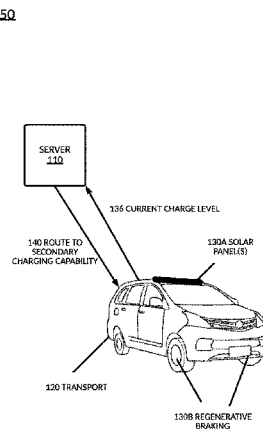 50
SERVER
110
136 CURRENT CHARGE LEVEL
140 ROUTE TO
SECONDARY
CHARGING CAPABILITY
130A SOLAR
PANEL(S)
120 TRANSPORT
130B REGENERATIVE
BRAKING